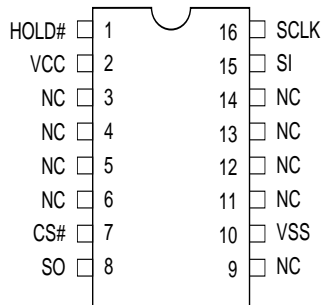 HOLD# 1 16 SCLK
VCC 2 15 SI
NC 3 14 NC
NC 4 13 NC
NC 5 12 NC
NC 6 11 NC
CS# 7 10 VSS
SO 8 9 NC